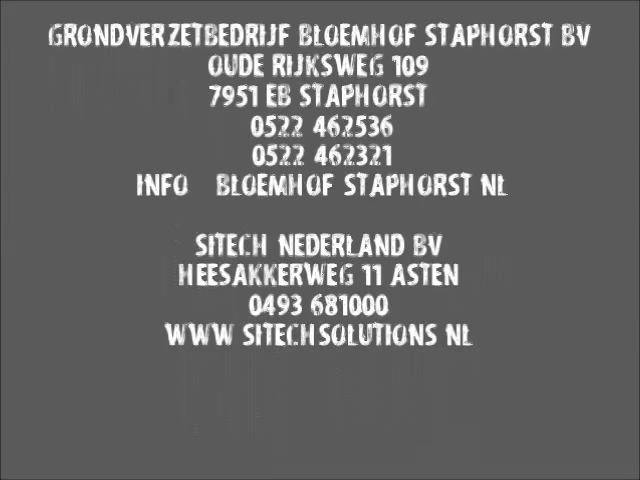 GRONDVERZETBEDRIJF BLOEMHOF STAPHORST BV
OUDE RIJKSWEG 109
7951 EB STAPHORST
0522 462536
0522 462321
INFO BLOEMHOF STAPHORST NL
SITECH NEDERLAND BV
HEESAKKERWEG 11 ASTEN
0493 681000
WWW SITECHSOLUTIONS NL